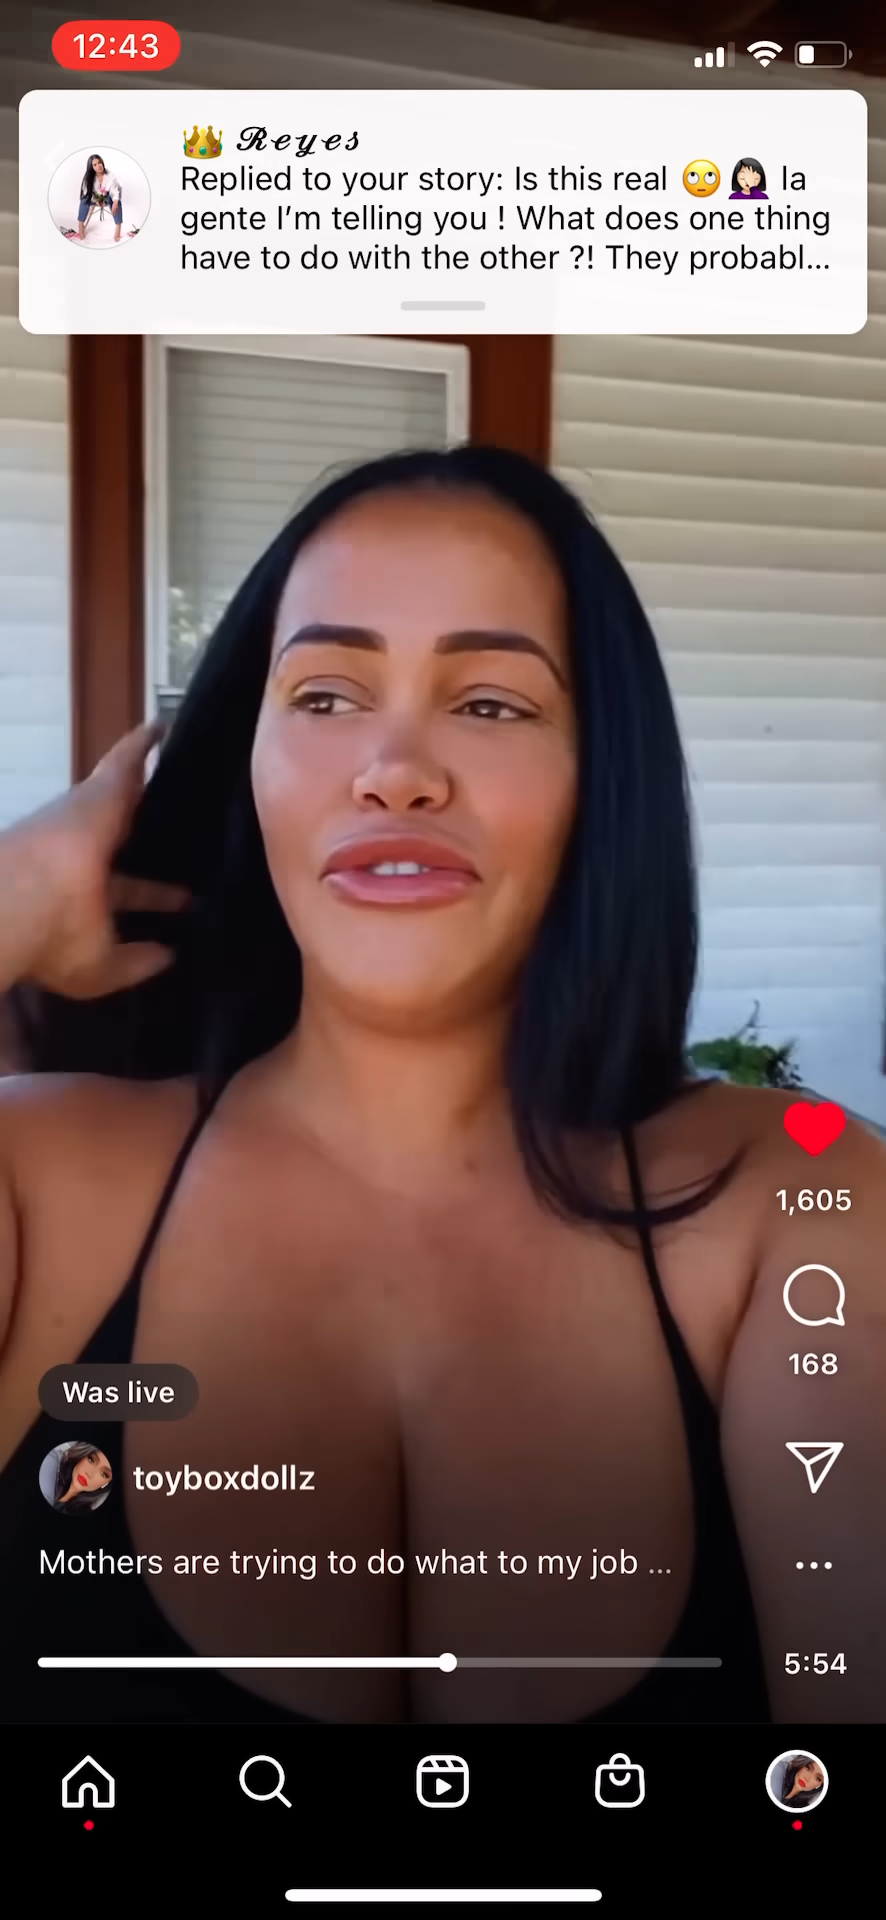 12:43
👑 𝓡𝓮𝔂𝓮𝓼
Replied to your story: Is this real 🙄🤦🏻‍♀️ la
gente I’m telling you ! What does one thing
have to do with the other ?! They probabl...
1,605
168
Was live
toyboxdollz
Mothers are trying to do what to my job ...
5:54